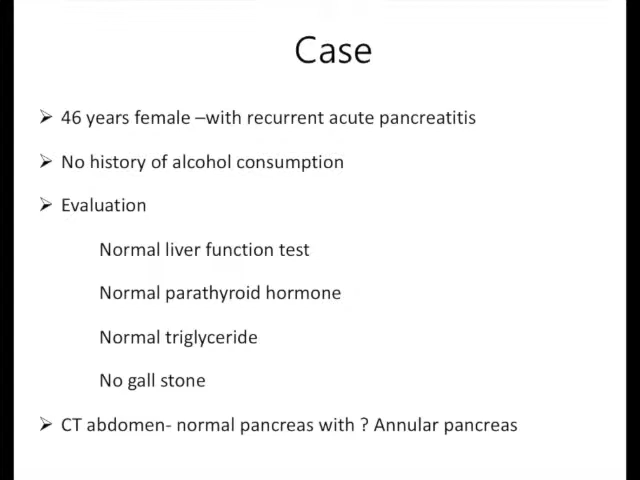 Case
➢ 46 years female –with recurrent acute pancreatitis
➢ No history of alcohol consumption
➢ Evaluation
Normal liver function test
Normal parathyroid hormone
Normal triglyceride
No gall stone
➢ CT abdomen- normal pancreas with ? Annular pancreas